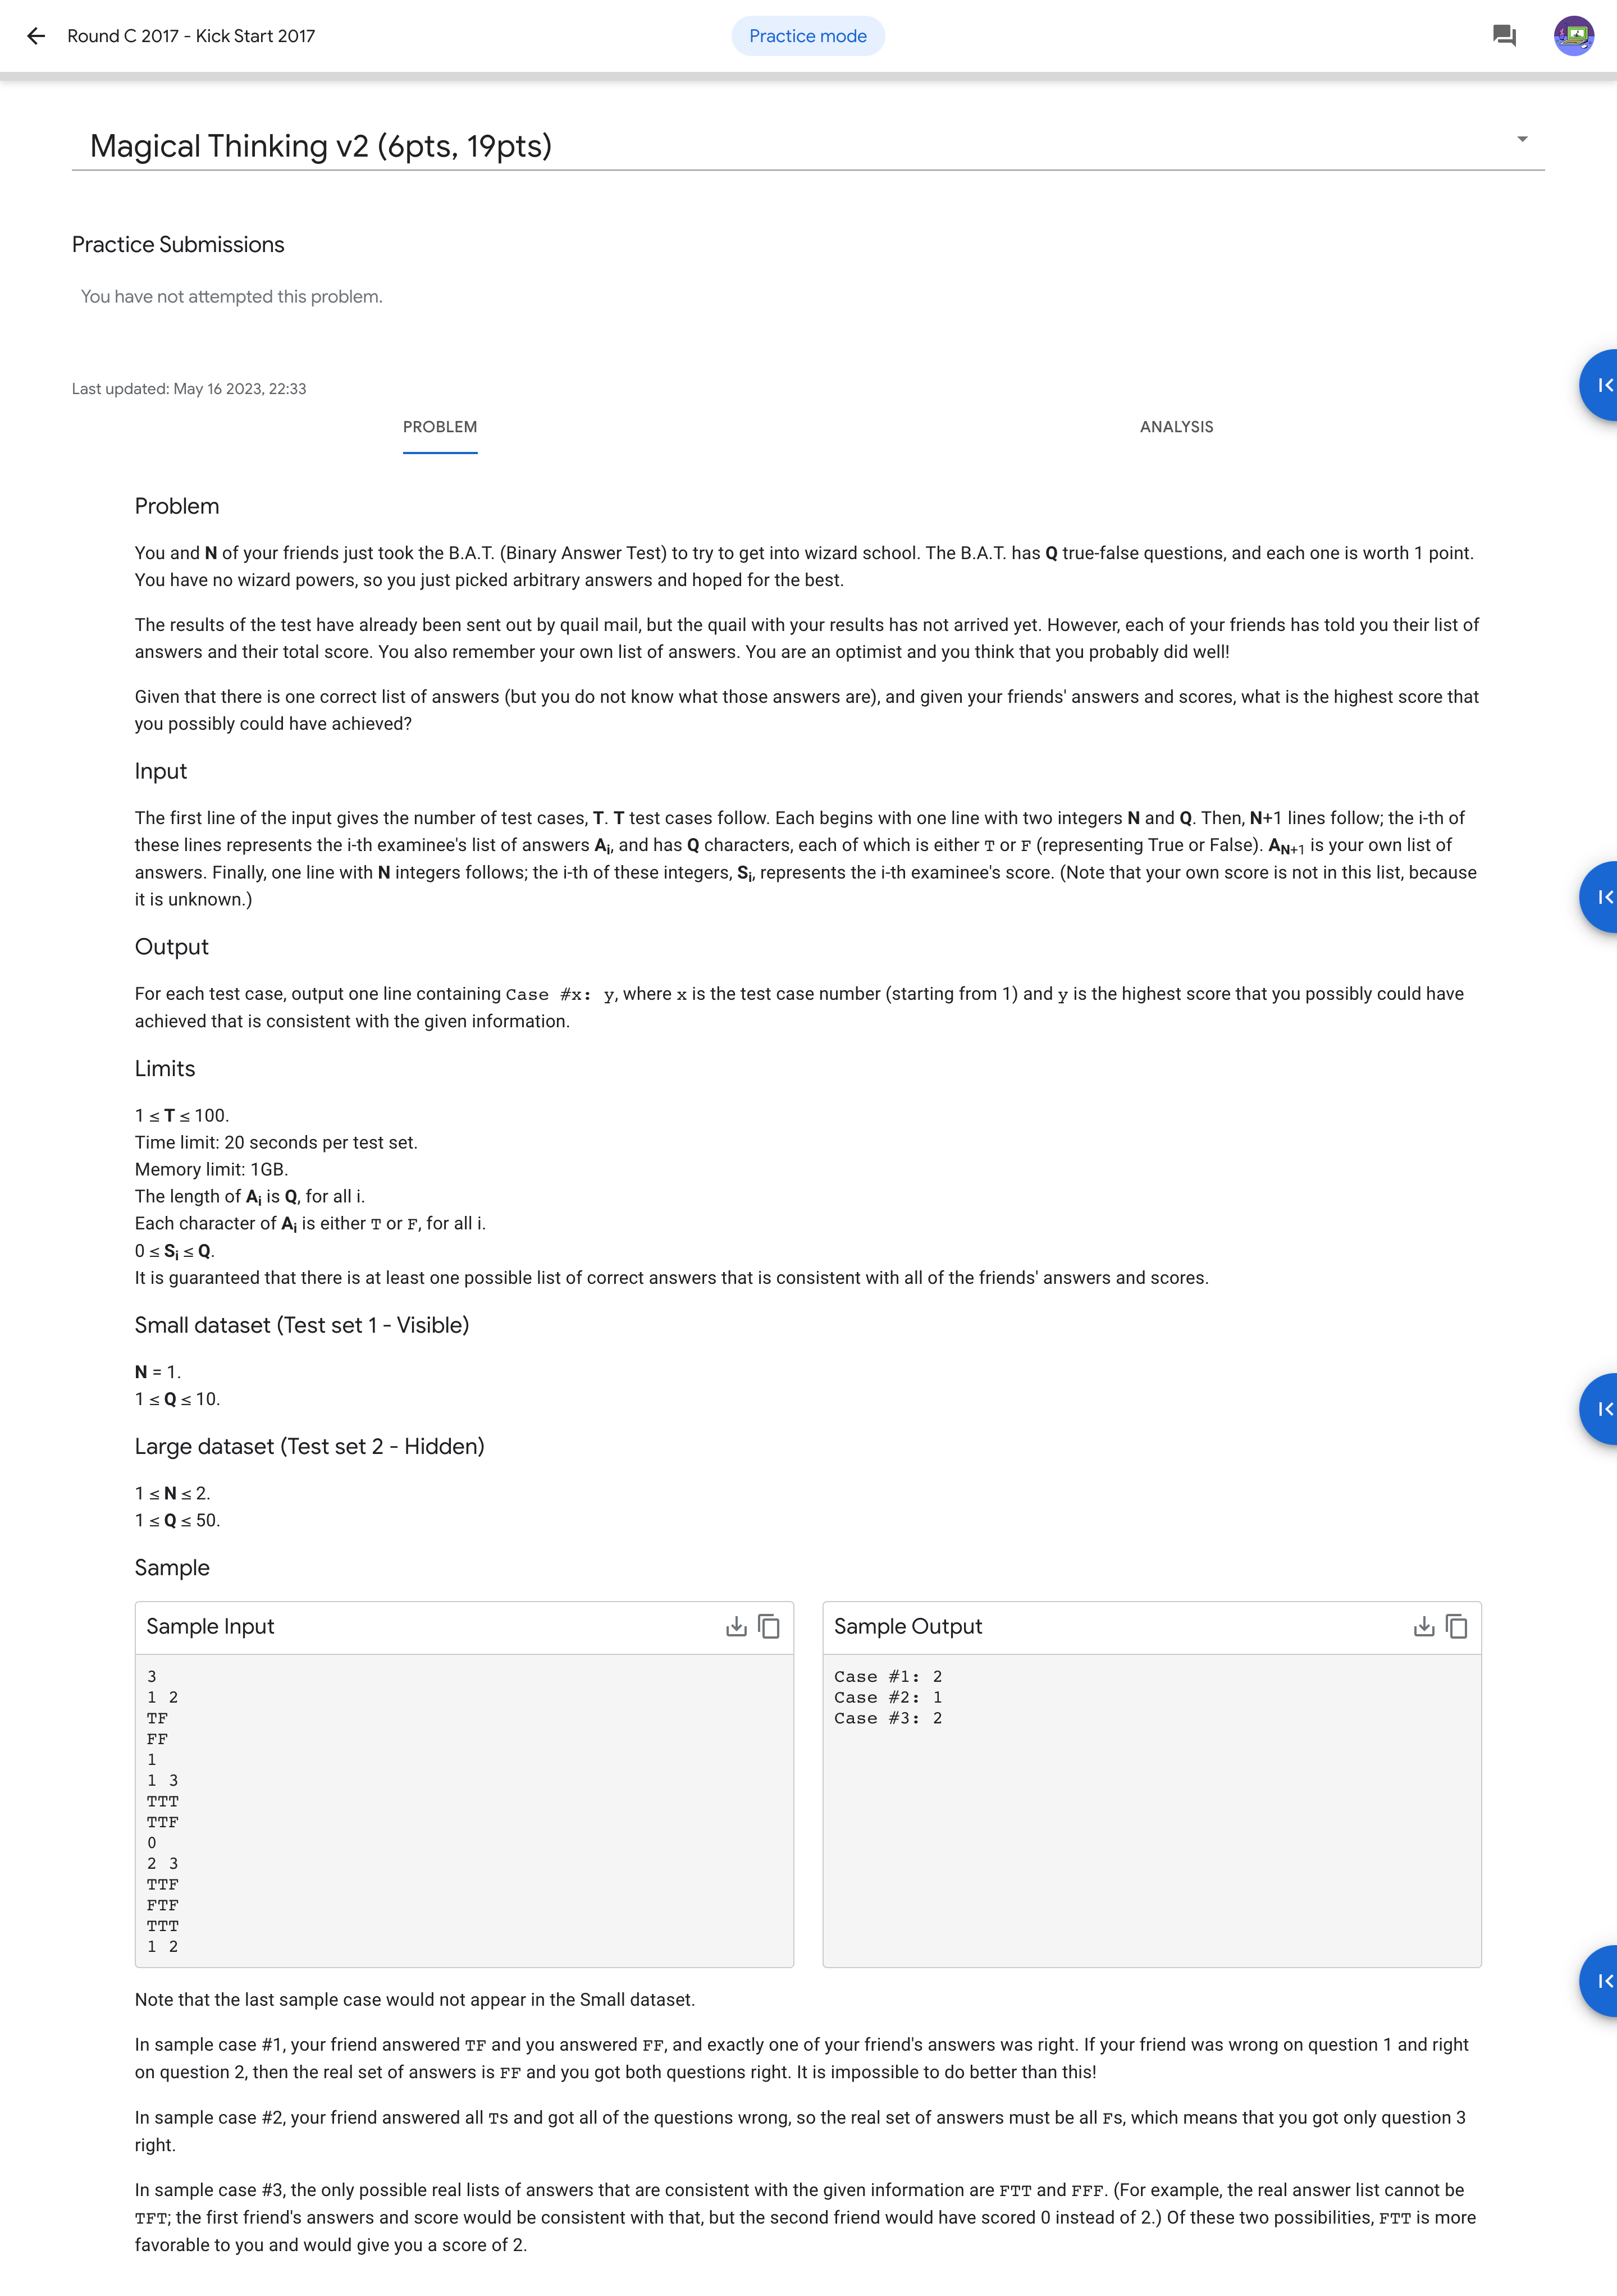 Round C 2017 - Kick Start 2017
Practice mode
Magical Thinking v2 (6pts, 19pts)
Practice Submissions
You have not attempted this problem.
Last updated: May 16 2023, 22:33
PROBLEM
ANALYSIS
Problem
You and N of your friends just took the B.A.T. (Binary Answer Test) to try to get into wizard school. The B.A.T. has Q true-false questions, and each one is worth 1 point.
You have no wizard powers, so you just picked arbitrary answers and hoped for the best.
The results of the test have already been sent out by quail mail, but the quail with your results has not arrived yet. However, each of your friends has told you their list of
answers and their total score. You also remember your own list of answers. You are an optimist and you think that you probably did well!
Given that there is one correct list of answers (but you do not know what those answers are), and given your friends' answers and scores, what is the highest score that
you possibly could have achieved?
Input
The first line of the input gives the number of test cases, T. T test cases follow. Each begins with one line with two integers N and Q. Then, N+1 lines follow; the i-th of
these lines represents the i-th examinee's list of answers Ai, and has Q characters, each of which is either T or F (representing True or False). AN+1 is your own list of
answers. Finally, one line with N integers follows; the i-th of these integers, Si, represents the i-th examinee's score. (Note that your own score is not in this list, because
it is unknown.)
Output
For each test case, output one line containing Case #x: y, where x is the test case number (starting from 1) and y is the highest score that you possibly could have
achieved that is consistent with the given information.
Limits
1 ≤ T ≤ 100.
Time limit: 20 seconds per test set.
Memory limit: 1GB.
The length of Ai is Q, for all i.
Each character of Ai is either T or F, for all i.
0 ≤ Si ≤ Q.
It is guaranteed that there is at least one possible list of correct answers that is consistent with all of the friends' answers and scores.
Small dataset (Test set 1 - Visible)
N = 1.
1 ≤ Q ≤ 10.
Large dataset (Test set 2 - Hidden)
1 ≤ N ≤ 2.
1 ≤ Q ≤ 50.
Sample
Sample Input
3
1 2
TF
FF
1
1 3
TTT
TTF
0
2 3
TTF
FTF
TTT
1 2
Sample Output
Case #1: 2
Case #2: 1
Case #3: 2
Note that the last sample case would not appear in the Small dataset.
In sample case #1, your friend answered TF and you answered FF, and exactly one of your friend's answers was right. If your friend was wrong on question 1 and right
on question 2, then the real set of answers is FF and you got both questions right. It is impossible to do better than this!
In sample case #2, your friend answered all Ts and got all of the questions wrong, so the real set of answers must be all Fs, which means that you got only question 3
right.
In sample case #3, the only possible real lists of answers that are consistent with the given information are FTT and FFF. (For example, the real answer list cannot be
TFT; the first friend's answers and score would be consistent with that, but the second friend would have scored 0 instead of 2.) Of these two possibilities, FTT is more
favorable to you and would give you a score of 2.